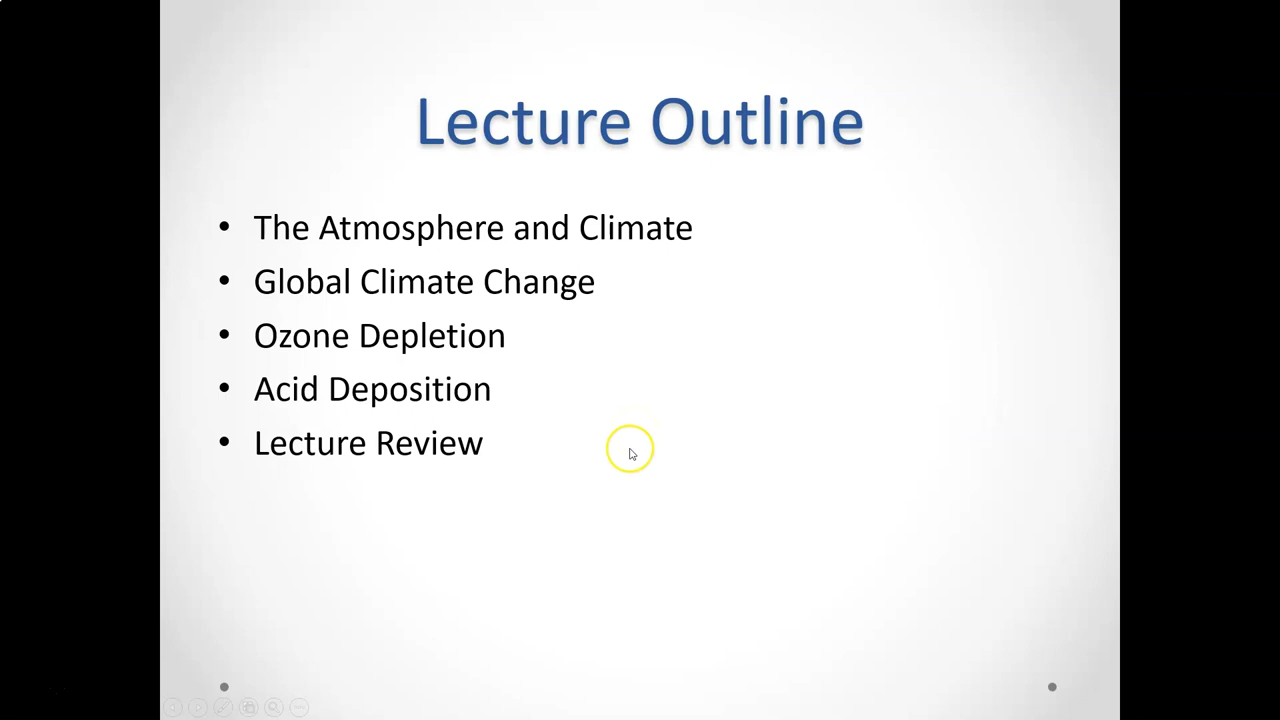 Lecture Outline
• The Atmosphere and Climate
• Global Climate Change
• Ozone Depletion
• Acid Deposition
• Lecture Review